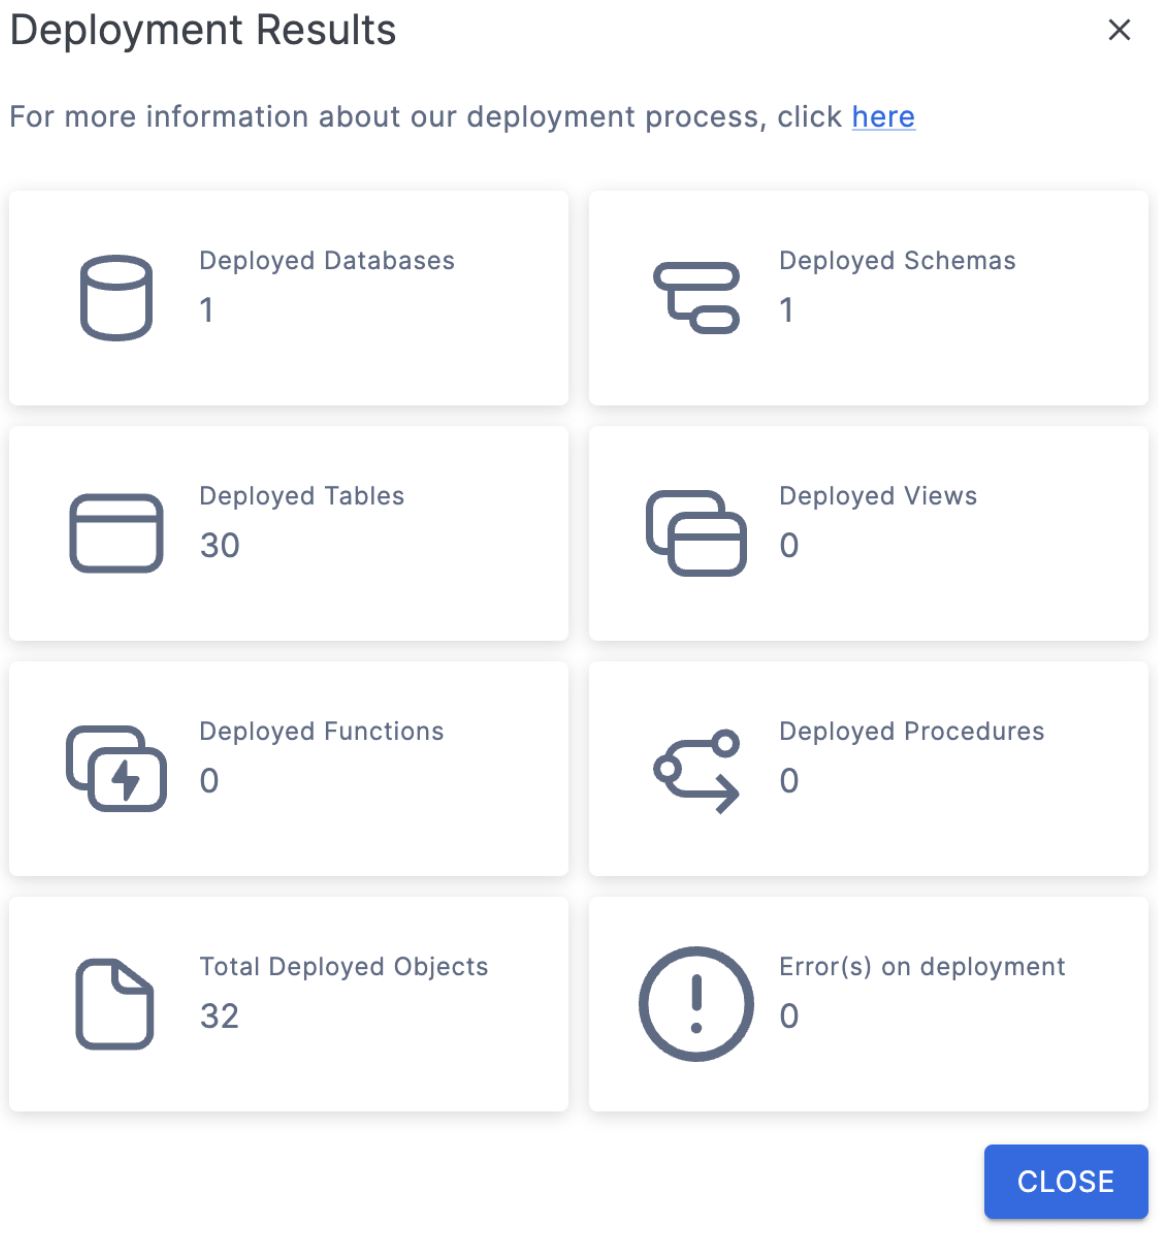 Deployment Results
For more information about our deployment process, click here
Deployed Databases
1
Deployed Schemas
1
Deployed Tables
30
Deployed Views
0
Deployed Functions
0
Deployed Procedures
0
Total Deployed Objects
32
Error(s) on deployment
0
CLOSE